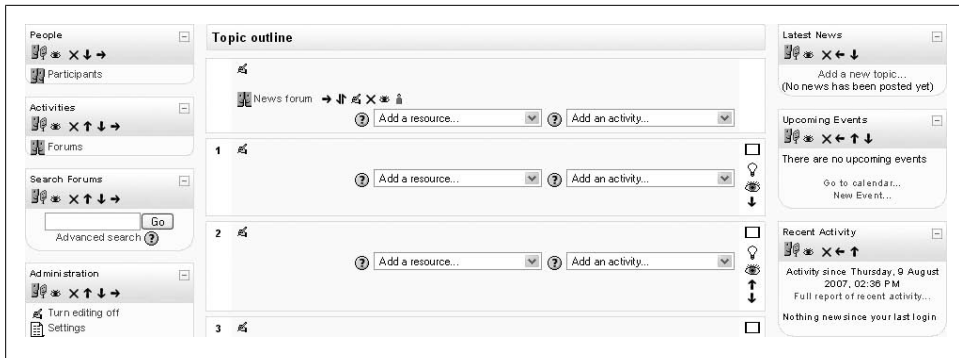 People
Participants
Activities
Forums
Search Forums
Go
Advanced search ?
Administration
Turn editing off
Settings
Topic outline
News forum
? Add a resource... ? Add an activity...
1
? Add a resource... ? Add an activity...
2
? Add a resource... ? Add an activity...
3
Latest News
Add a new topic...
(No news has been posted yet)
Upcoming Events
There are no upcoming events
Go to calendar...
New Event...
Recent Activity
Activity since Thursday, 9 August
2007, 02:36 PM
Full report of recent activity...
Nothing new since your last login